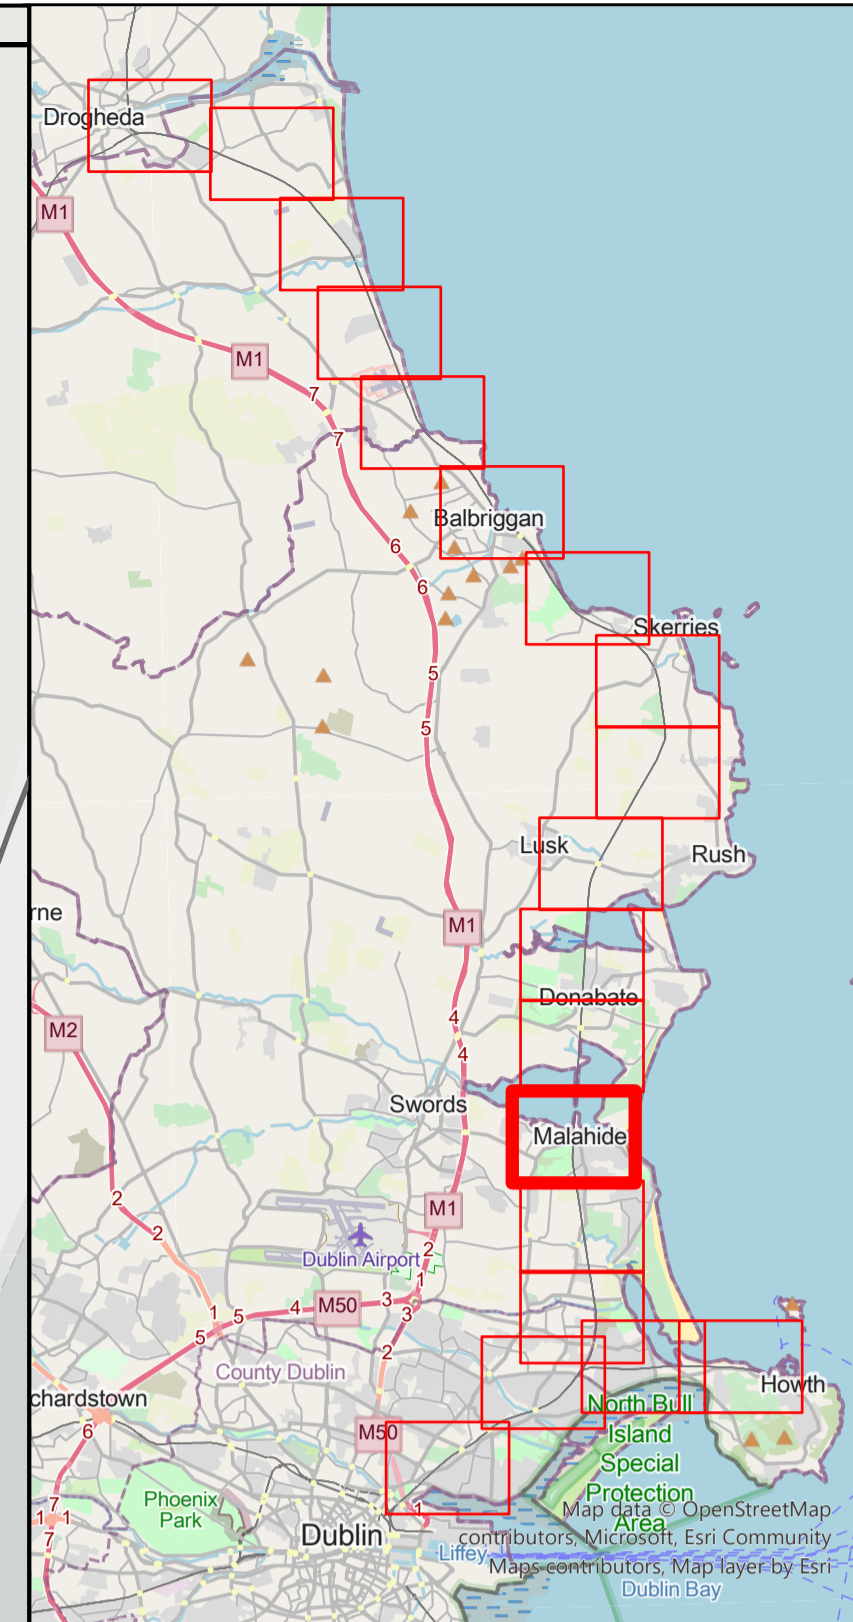 Drogheda
M1
M1
7
7
Balbriggan
6
6
Skerries
5
5
Lusk
Rush
rne
M1
Donabate
M2
4
4
Swords
Malahide
2
M1
2
2
Dublin Airport
1
M50
3
1
5
4
3
5
2
County Dublin
Howth
chardstown
North Bull
Island
Special
Protection
Area
6
M50
Phoenix
Park
7
1 1
7
1
Dublin
Liffey
Map data © OpenStreetMap
contributors, Microsoft, Esri Community
Maps contributors, Map layer by Esri
Dublin Bay